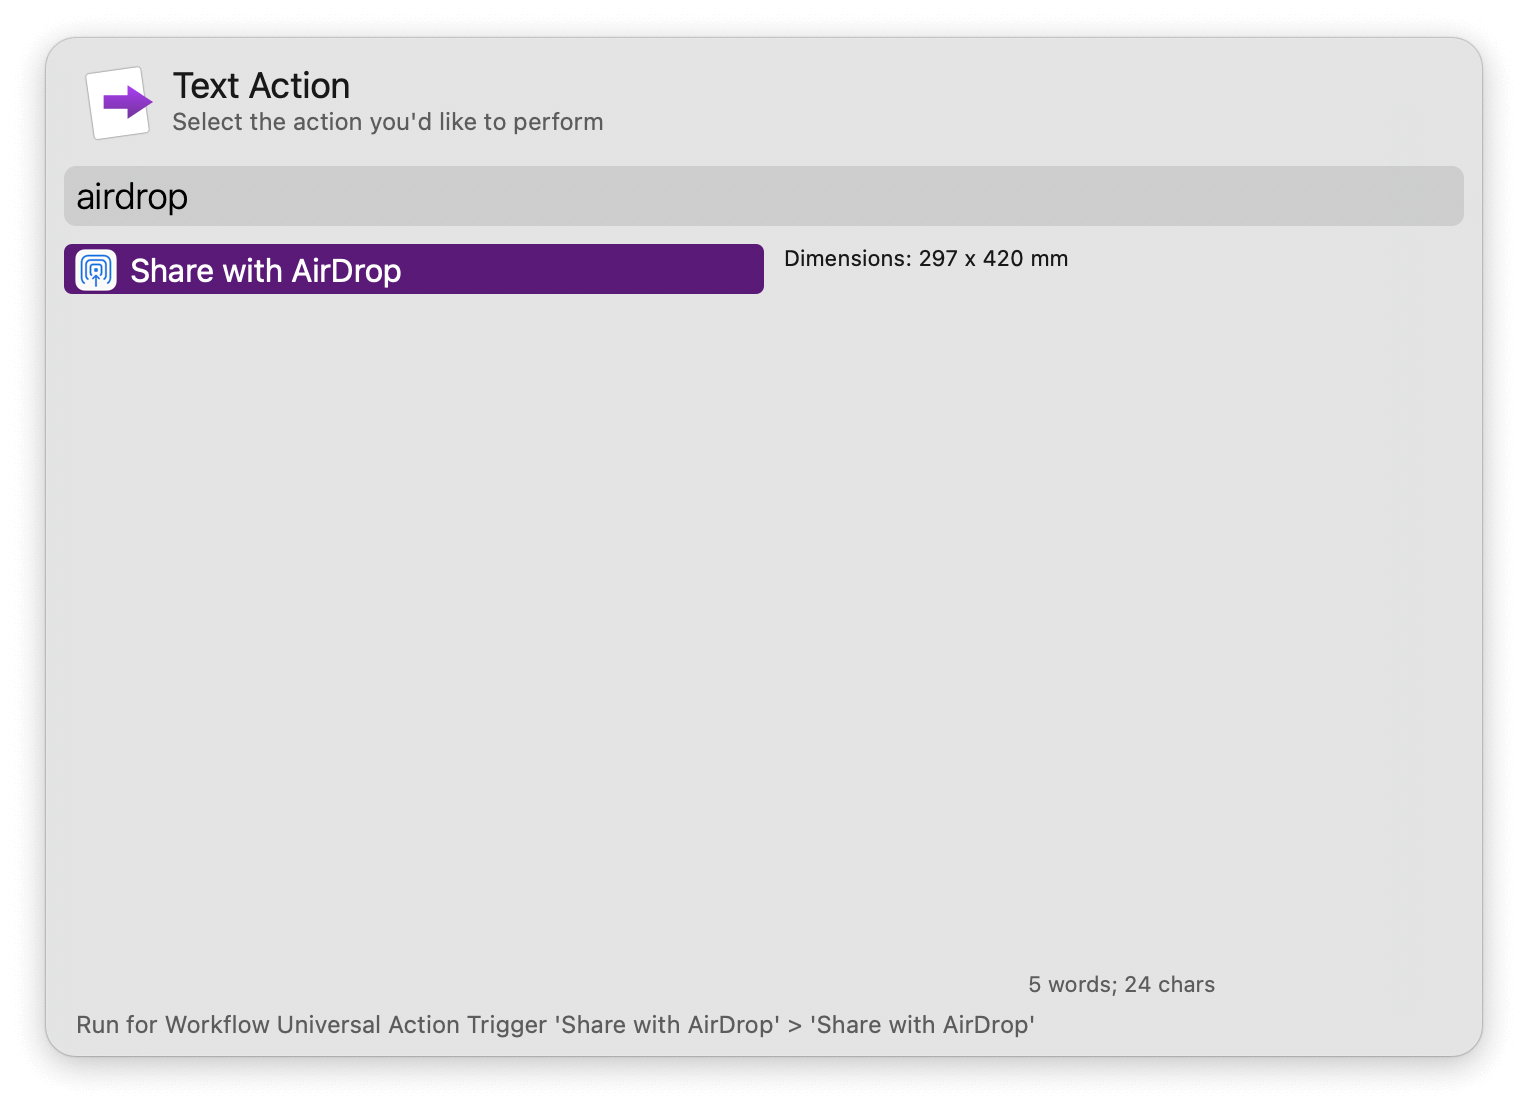 Text Action
Select the action you'd like to perform
airdrop
Share with AirDrop
Dimensions: 297 x 420 mm
5 words; 24 chars
Run for Workflow Universal Action Trigger 'Share with AirDrop' > 'Share with AirDrop'